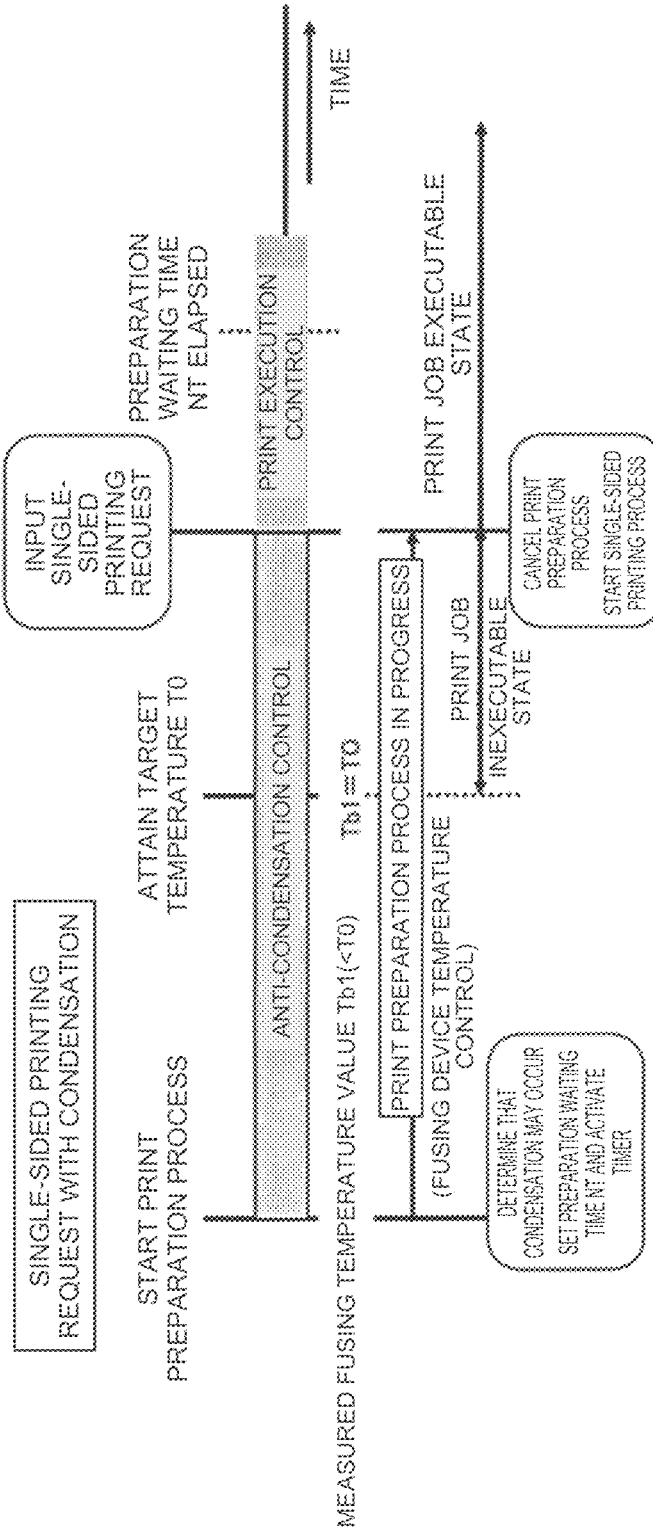 SINGLE-SIDED PRINTING
REQUEST WITH CONDENSATION
START PRINT
PREPARATION PROCESS
ATTAIN TARGET
TEMPERATURE T0
INPUT
SINGLE-
SIDED
PRINTING
REQUEST
PREPARATION
WAITING TIME
NT ELAPSED
ANTI-CONDENSATION CONTROL
PRINT EXECUTION
CONTROL
TIME
MEASURED FUSING TEMPERATURE VALUE Tb1(<T0)
Tb1=T0
PRINT PREPARATION PROCESS IN PROGRESS
(FUSING DEVICE TEMPERATURE
CONTROL)
PRINT JOB
INEXECUTABLE
STATE
PRINT JOB EXECUTABLE
STATE
DETERMINE THAT
CONDENSATION MAY OCCUR
SET PREPARATION WAITING
TIME NT AND ACTIVATE
TIMER
CANCEL PRINT
PREPARATION
PROCESS
START SINGLE-SIDED
PRINTING PROCESS